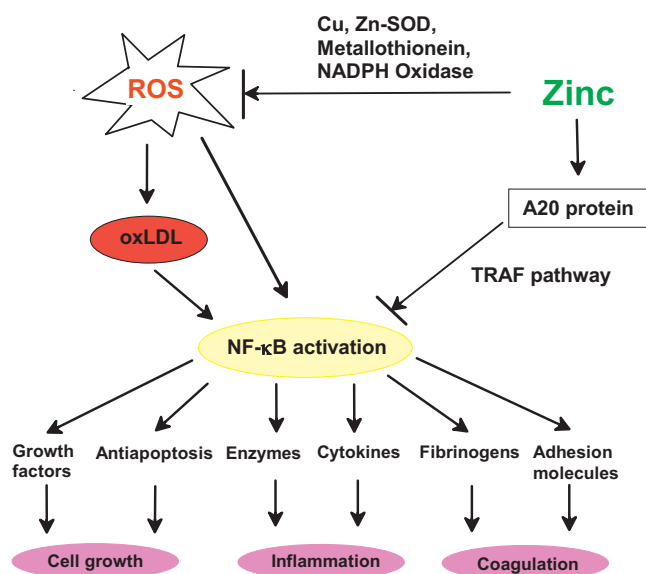 Cu, Zn-SOD,
Metallothionein,
NADPH Oxidase
ROS
Zinc
A20 protein
oxLDL
TRAF pathway
NF-κB activation
Growth
factors
Antiapoptosis
Enzymes
Cytokines
Fibrinogens
Adhesion
molecules
Cell growth
Inflammation
Coagulation